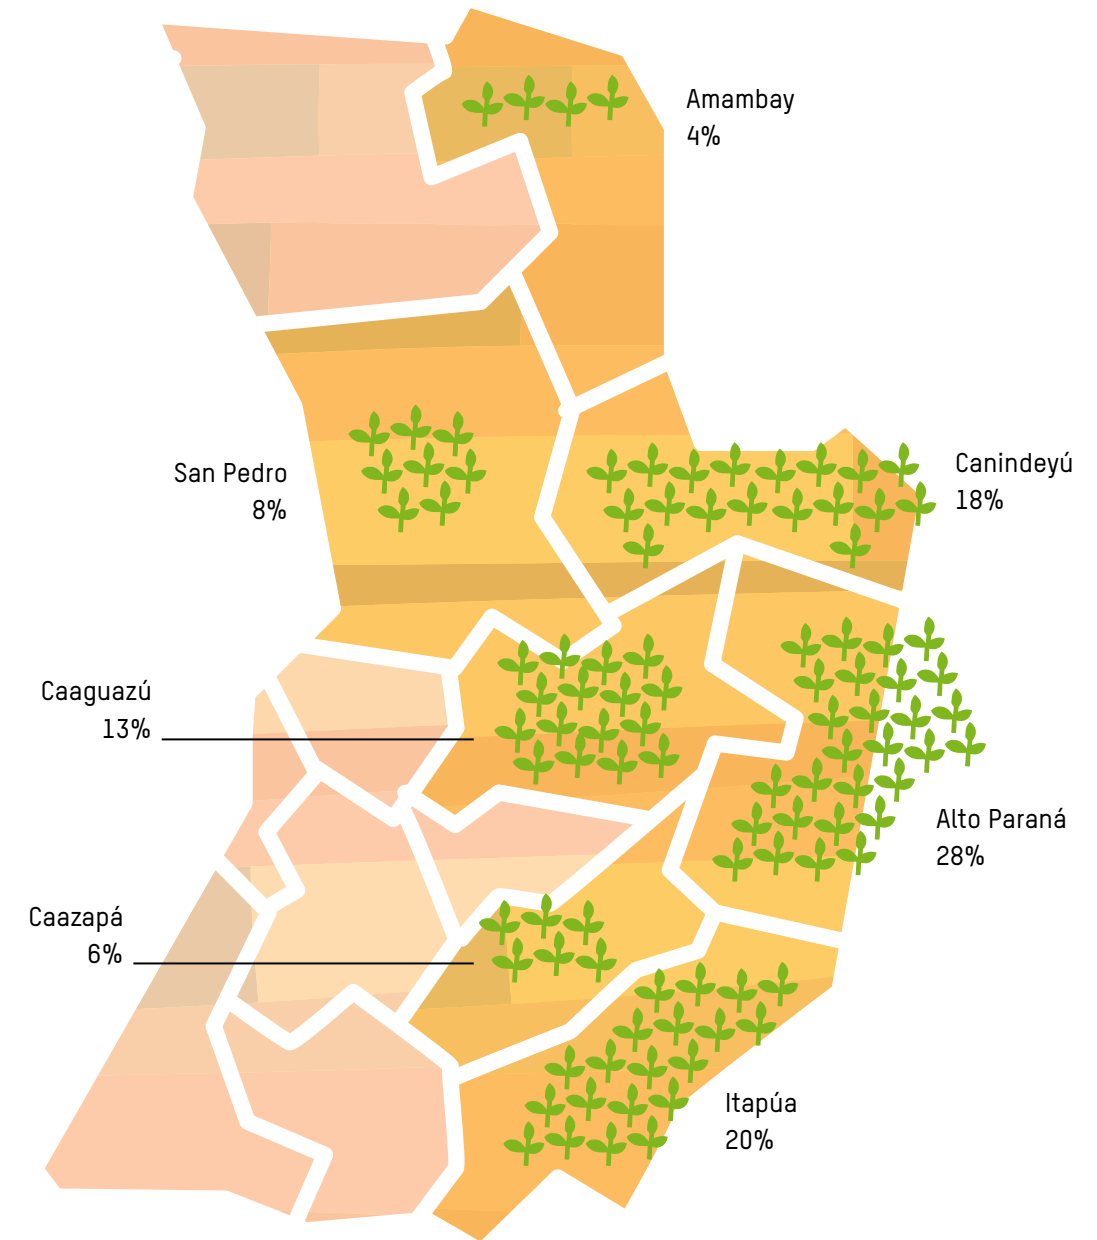 Amambay
4%
San Pedro
8%
Canindeyú
18%
Caaguazú
13%
Alto Paraná
28%
Caazapá
6%
Itapúa
20%